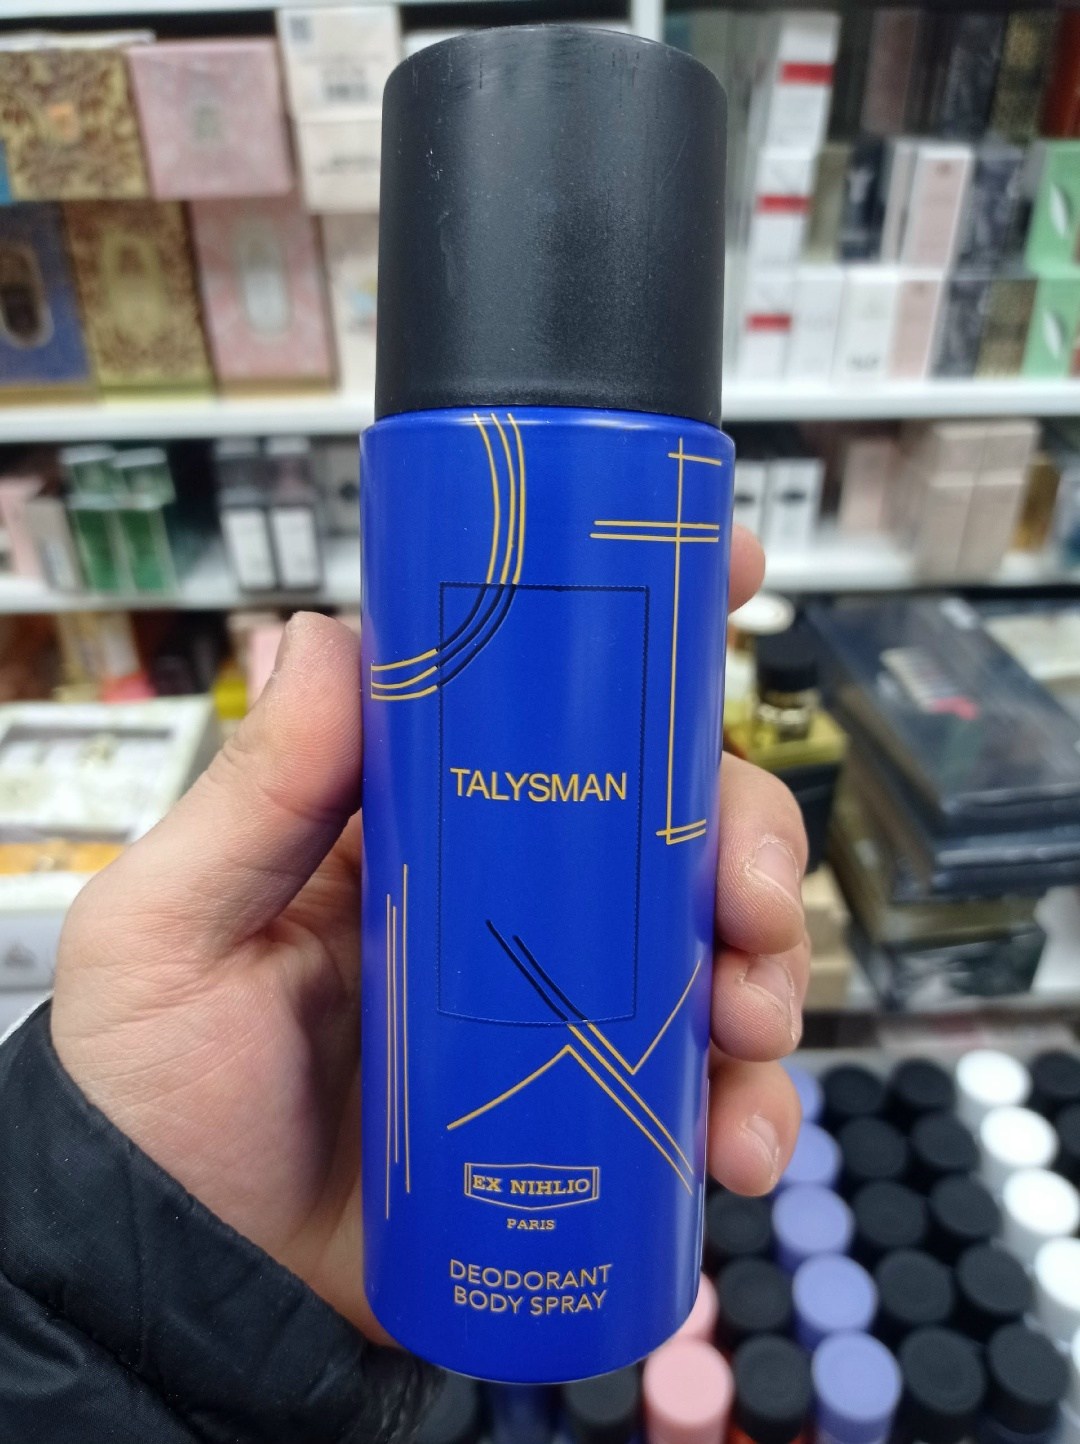 TALYSMAN
EX NIHLIO
PARIS
DEODORANT
BODY SPRAY